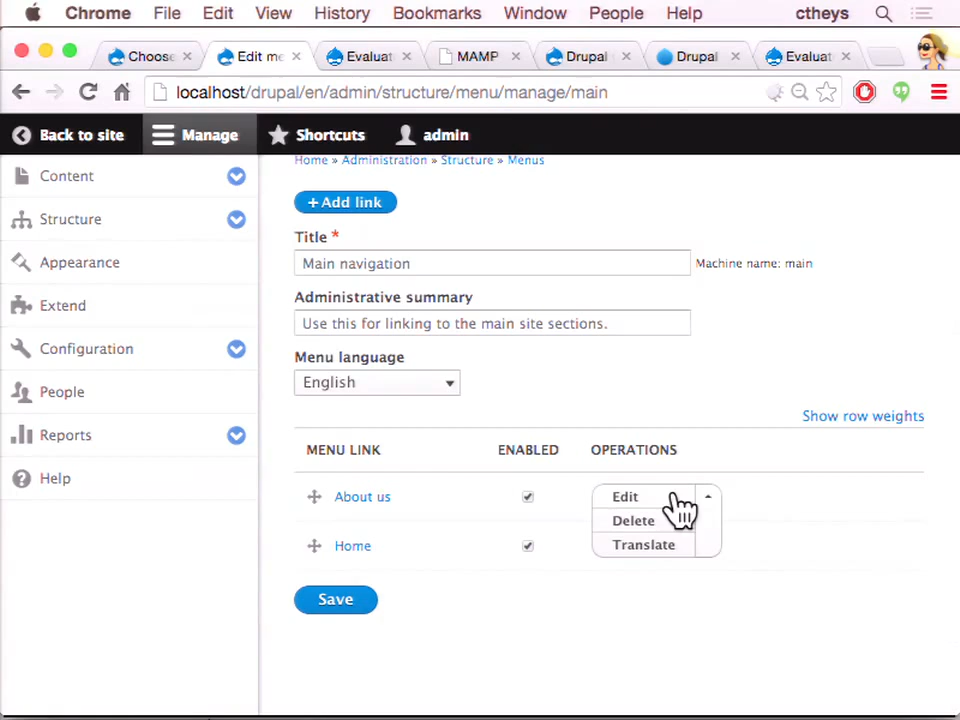 Chrome File Edit View History Bookmarks Window People Help ctheys
Choose Edit me Evaluat MAMP Drupal Drupal Evaluat
localhost/drupal/en/admin/structure/menu/manage/main
Back to site Manage Shortcuts admin
Home » Administration » Structure » Menus
Content
Structure
Appearance
Extend
Configuration
People
Reports
Help
+ Add link
Title *
Main navigation Machine name: main
Administrative summary
Use this for linking to the main site sections.
Menu language
English
Show row weights
MENU LINK ENABLED OPERATIONS
About us Edit
Delete
Home Translate
Save